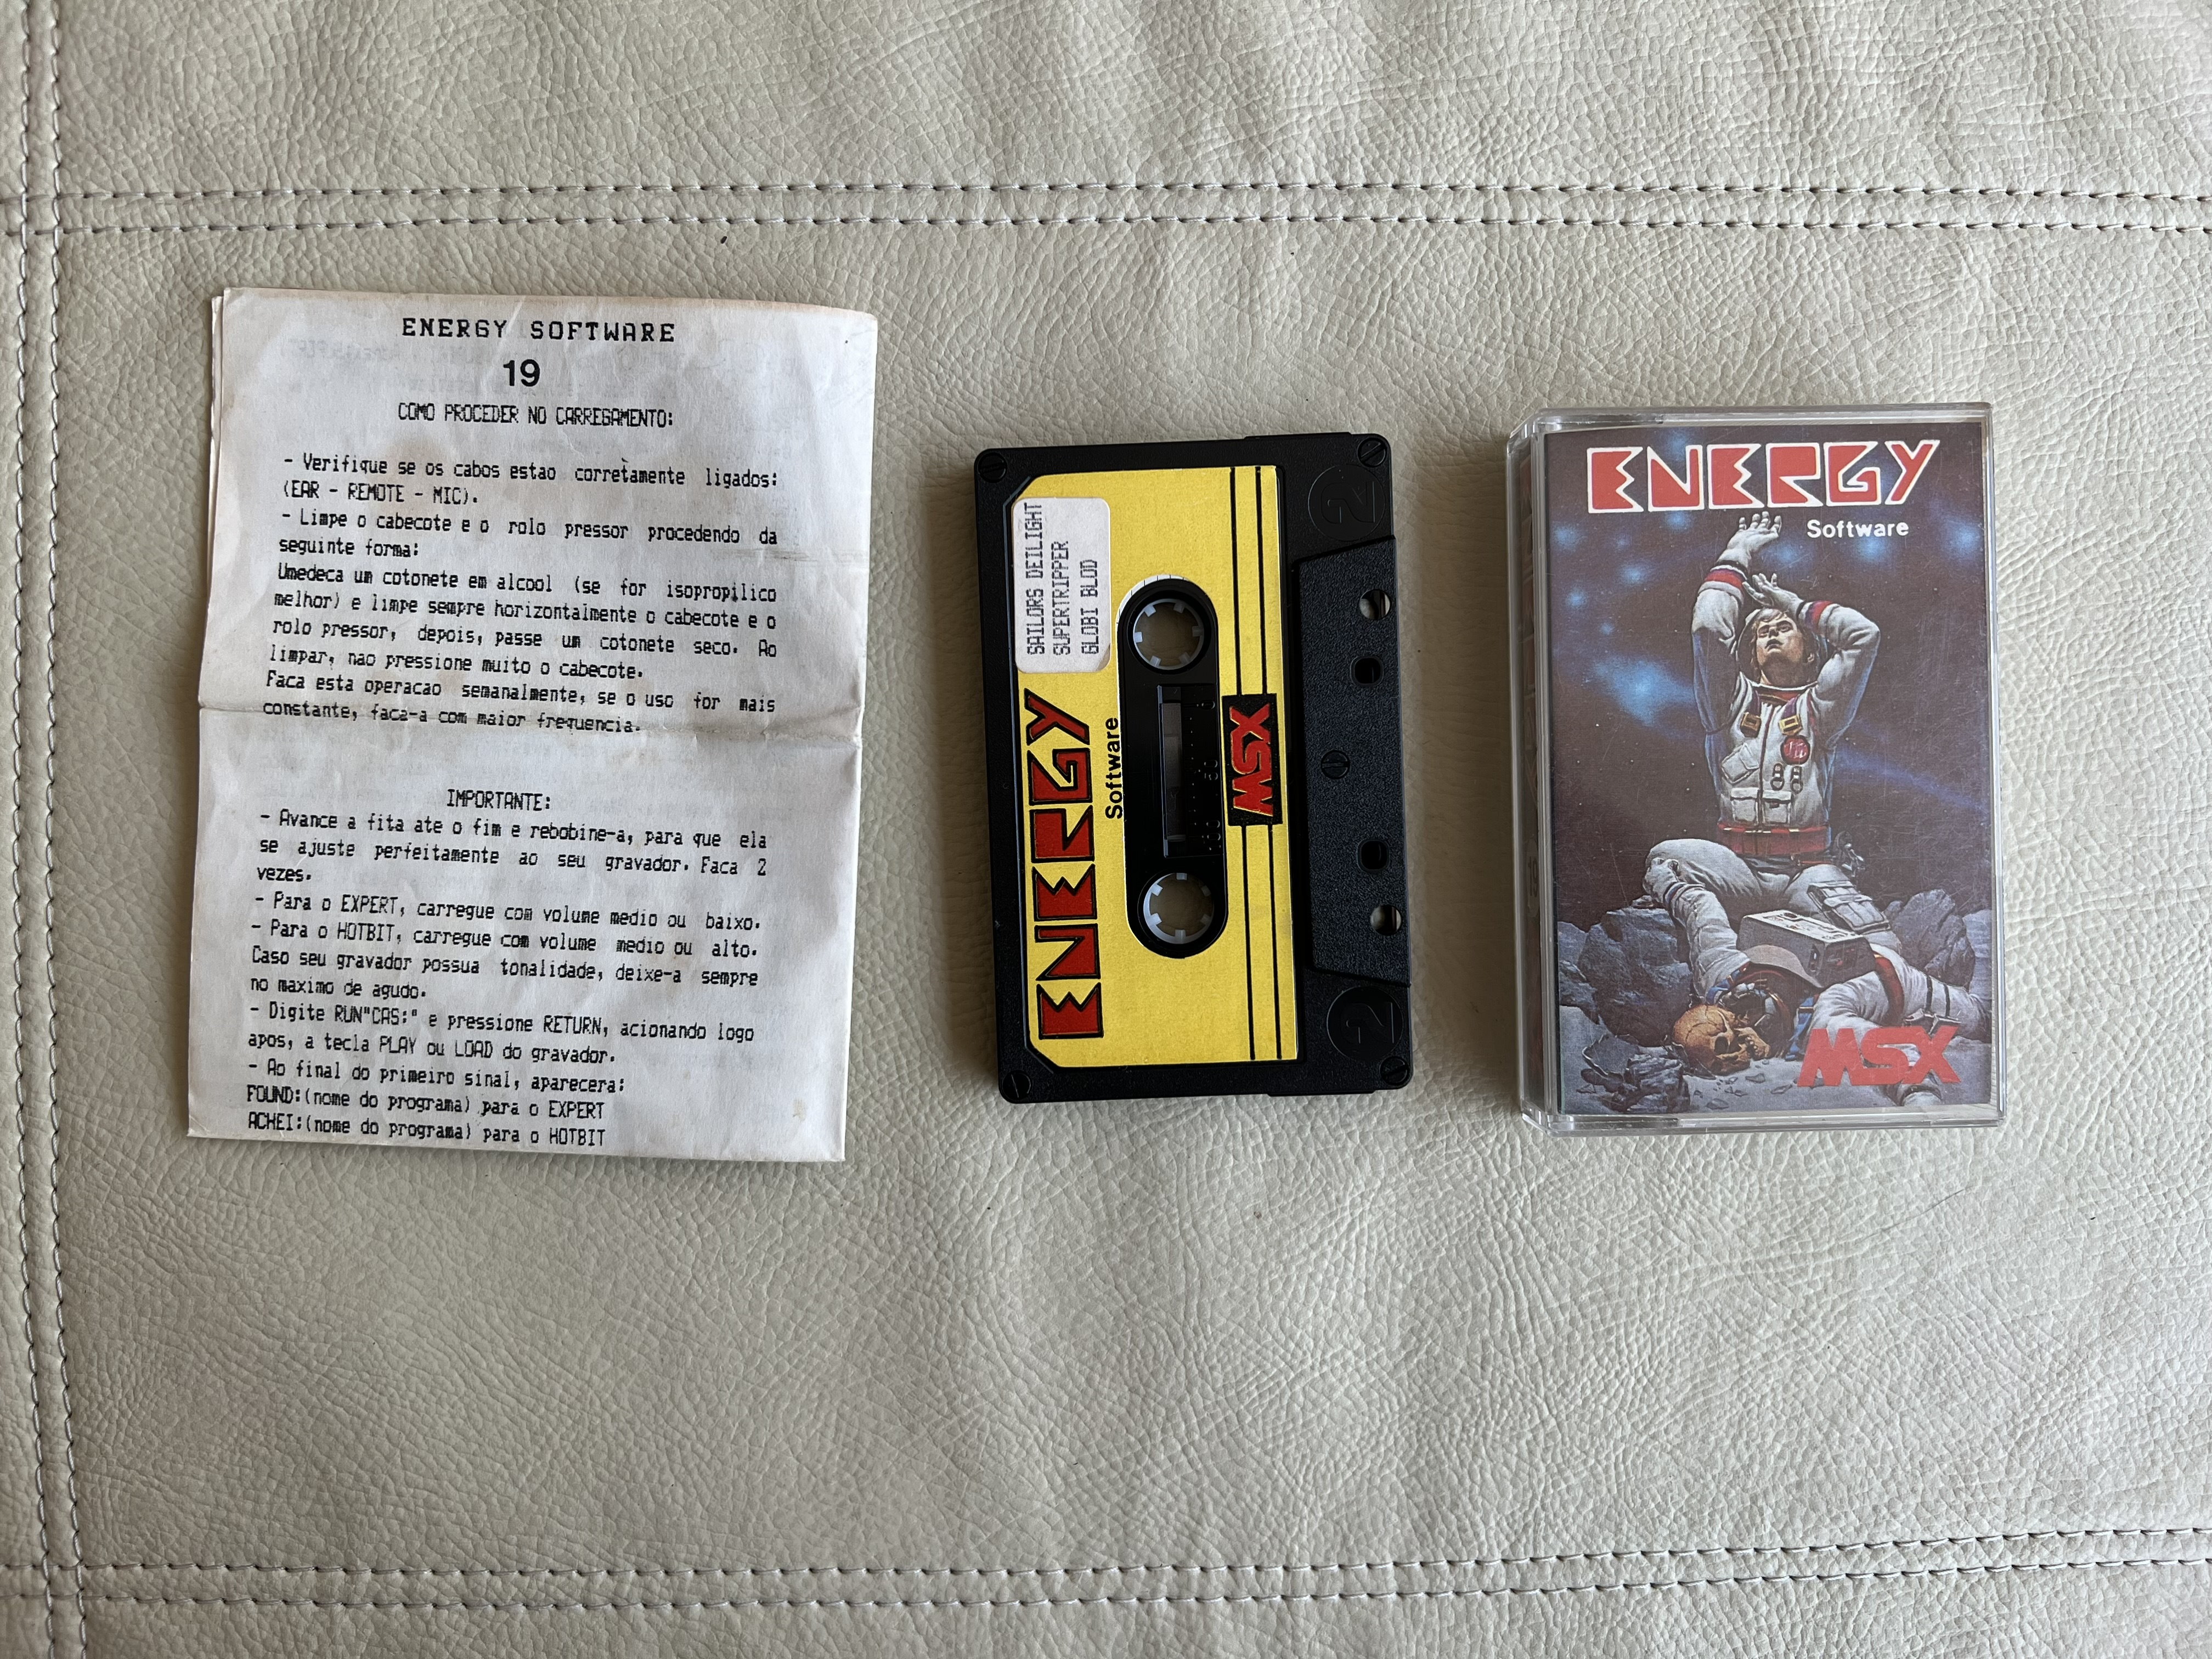 ENERGY SOFTWARE
19
COMO PROCEDER NO CARREGAMENTO:
- Verifique se os cabos estao corretamente ligados:
(EAR - REMOTE - MIC).
- Limpe o cabecote e o rolo pressor procedendo da
seguinte forma:
Umedeca um cotonete em alcool (se for isopropilico
melhor) e limpe sempre horizontalmente o cabecote e o
rolo pressor, depois, passe um cotonete seco. Ao
limpar, nao pressione muito o cabecote.
Faca esta operacao semanalmente, se o uso for mais
constante, faca-a com maior frequencia.
IMPORTANTE:
- Avance a fita ate o fim e rebobine-a, para que ela
se ajuste perfeitamente ao seu gravador. Faca 2
vezes.
- Para o EXPERT, carregue com volume medio ou baixo.
- Para o HOTBIT, carregue com volume medio ou alto.
Caso seu gravador possua tonalidade, deixe-a sempre
no maximo de agudo.
- Digite RUN"CAS:" e pressione RETURN, acionando logo
apos, a tecla PLAY ou LOAD do gravador.
- Ao final do primeiro sinal, aparecera:
FOUND:(nome do programa) para o EXPERT
ACHEI:(nome do programa) para o HOTBIT
SAILORS DEILIGHT
SUPERTRIPPER
GLOBI BLOD
ENERGY
Software
MSX
2
2
ENERGY
Software
MSX